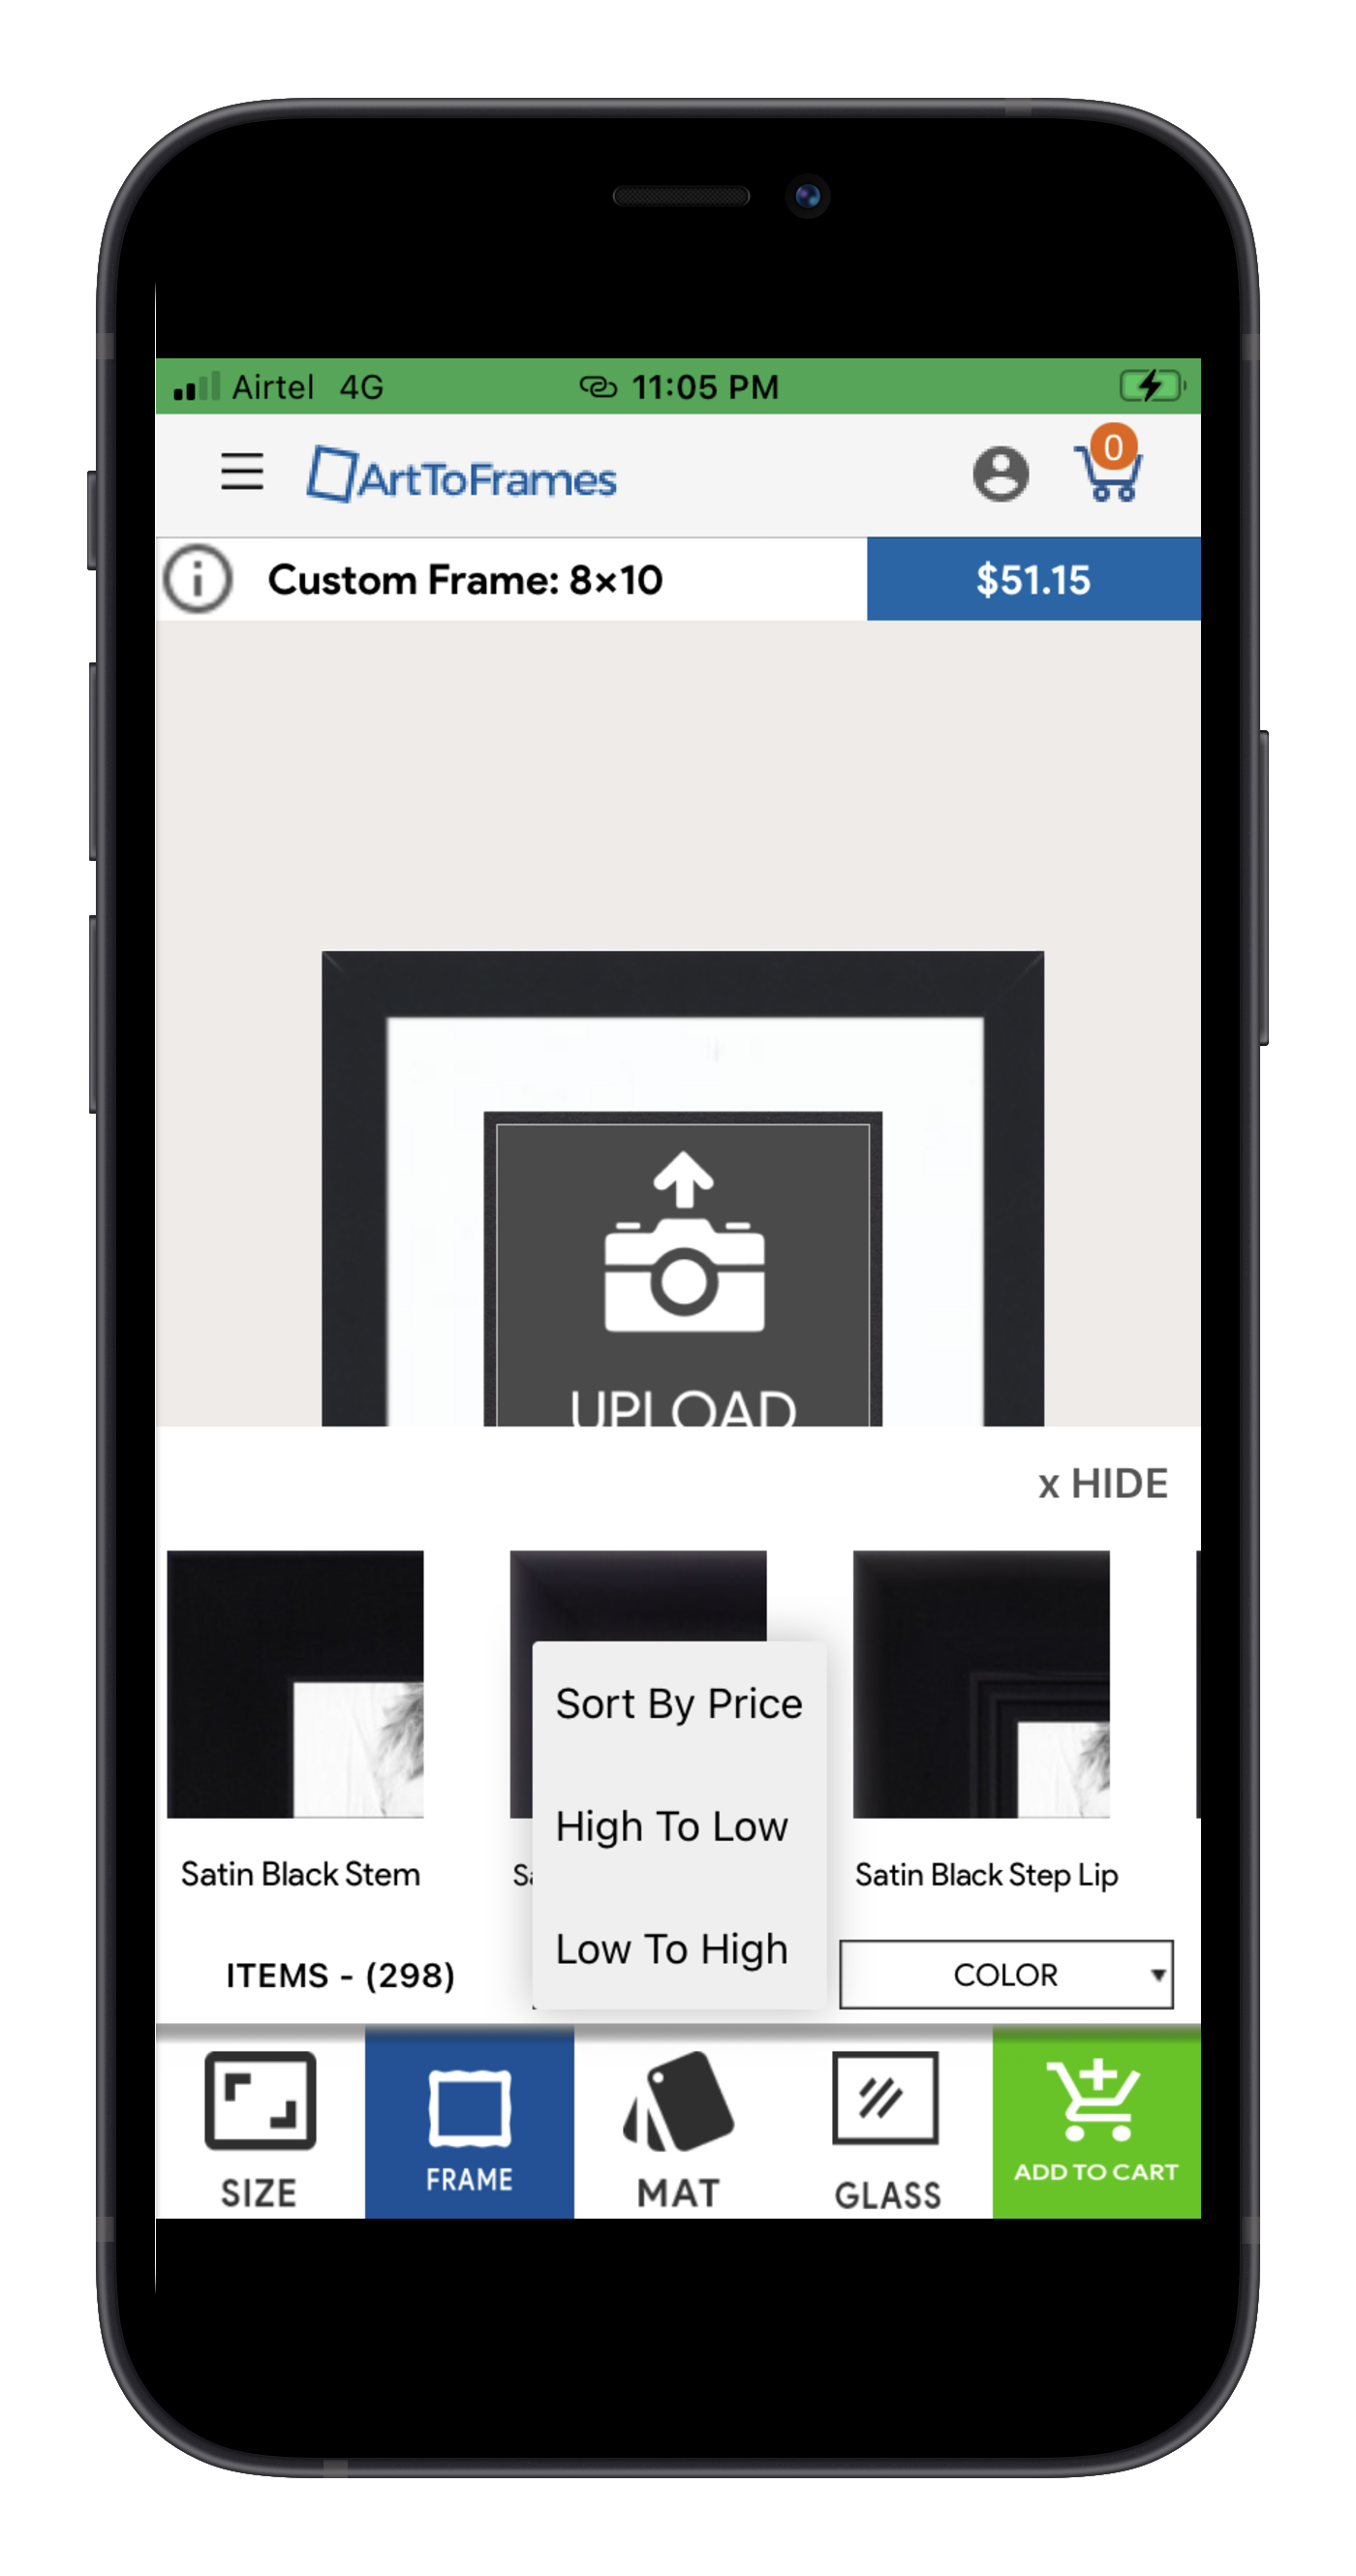 Airtel 4G 11:05 PM
ArtToFrames 0
Custom Frame: 8×10 $51.15
UPLOAD
x HIDE
Sort By Price
High To Low
Low To High
Satin Black Stem Satin Black Step Lip
ITEMS - (298) COLOR
SIZE FRAME MAT GLASS ADD TO CART